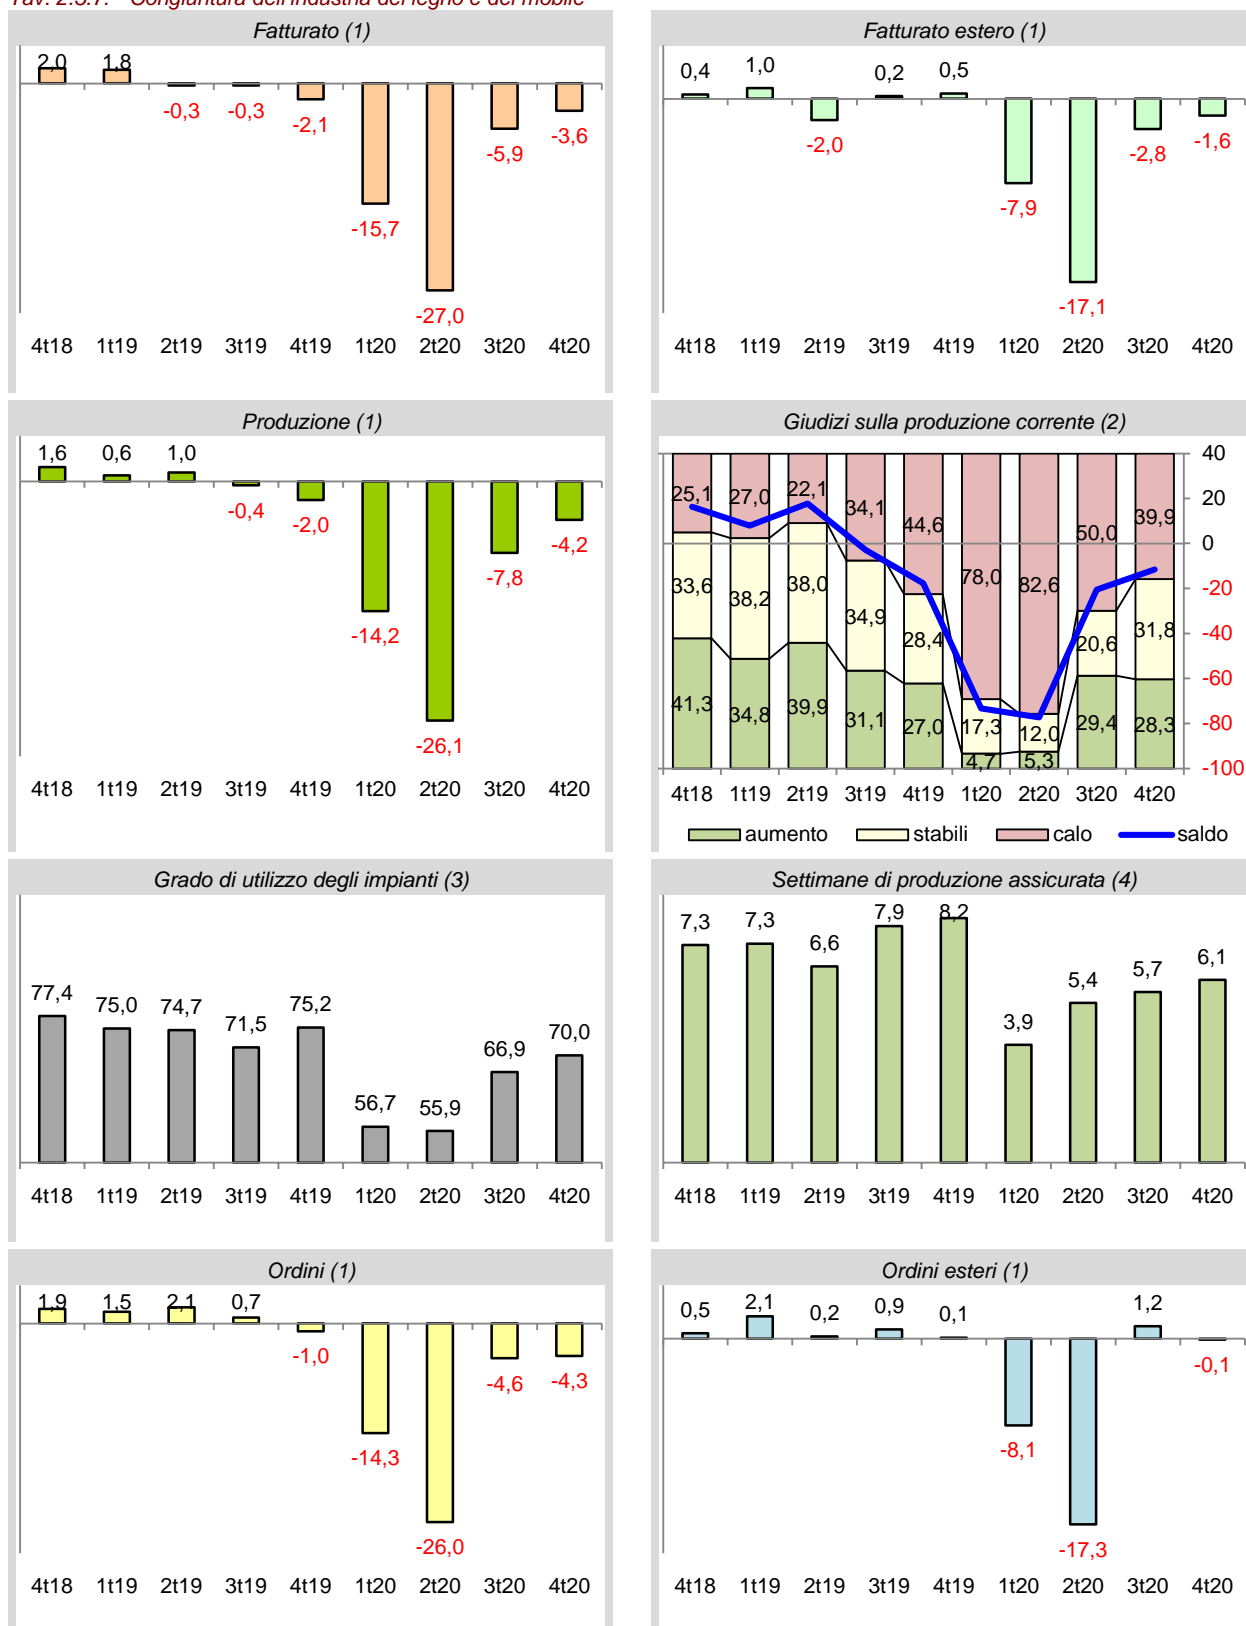 Tav. 2.3.7. Congiuntura dell'industria del legno e del mobile
Fatturato (1)
2,0 1,8 -0,3 -0,3 -2,1 -15,7 -27,0 -5,9 -3,6
4t18 1t19 2t19 3t19 4t19 1t20 2t20 3t20 4t20
Fatturato estero (1)
0,4 1,0 -2,0 0,2 0,5 -7,9 -17,1 -2,8 -1,6
4t18 1t19 2t19 3t19 4t19 1t20 2t20 3t20 4t20
Produzione (1)
1,6 0,6 1,0 -0,4 -2,0 -14,2 -26,1 -7,8 -4,2
4t18 1t19 2t19 3t19 4t19 1t20 2t20 3t20 4t20
Giudizi sulla produzione corrente (2)
40
20
0
-20
-40
-60
-80
-100
25,1 27,0 22,1 34,1 44,6 78,0 82,6 50,0 39,9
33,6 38,2 38,0 34,9 28,4 17,3 12,0 20,6 31,8
41,3 34,8 39,9 31,1 27,0 4,7 5,3 29,4 28,3
4t18 1t19 2t19 3t19 4t19 1t20 2t20 3t20 4t20
aumento stabili calo saldo
Grado di utilizzo degli impianti (3)
77,4 75,0 74,7 71,5 75,2 56,7 55,9 66,9 70,0
4t18 1t19 2t19 3t19 4t19 1t20 2t20 3t20 4t20
Settimane di produzione assicurata (4)
7,3 7,3 6,6 7,9 8,2 3,9 5,4 5,7 6,1
4t18 1t19 2t19 3t19 4t19 1t20 2t20 3t20 4t20
Ordini (1)
1,9 1,5 2,1 0,7 -1,0 -14,3 -26,0 -4,6 -4,3
4t18 1t19 2t19 3t19 4t19 1t20 2t20 3t20 4t20
Ordini esteri (1)
0,5 2,1 0,2 0,9 0,1 -8,1 -17,3 1,2 -0,1
4t18 1t19 2t19 3t19 4t19 1t20 2t20 3t20 4t20